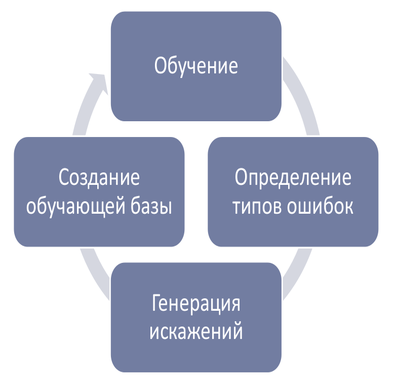 Обучение
Создание
обучающей базы
Определение
типов ошибок
Генерация
искажений